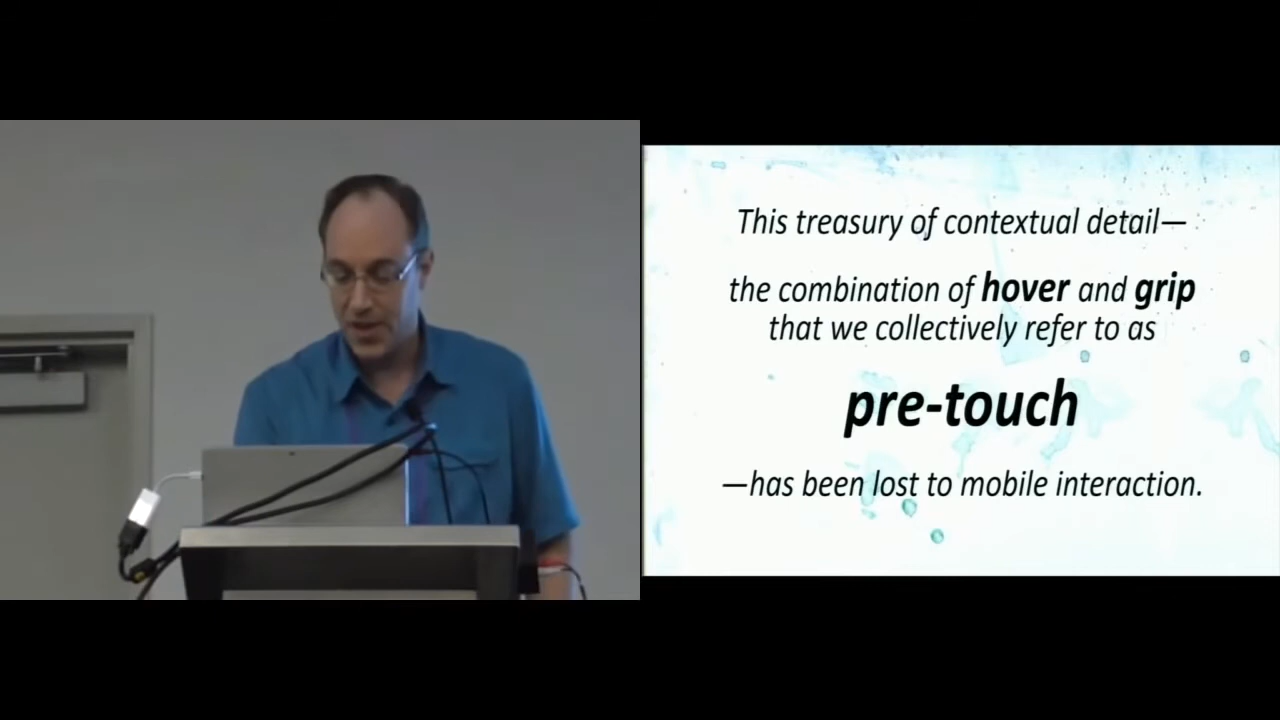 This treasury of contextual detail—
the combination of hover and grip
that we collectively refer to as
pre-touch
—has been lost to mobile interaction.